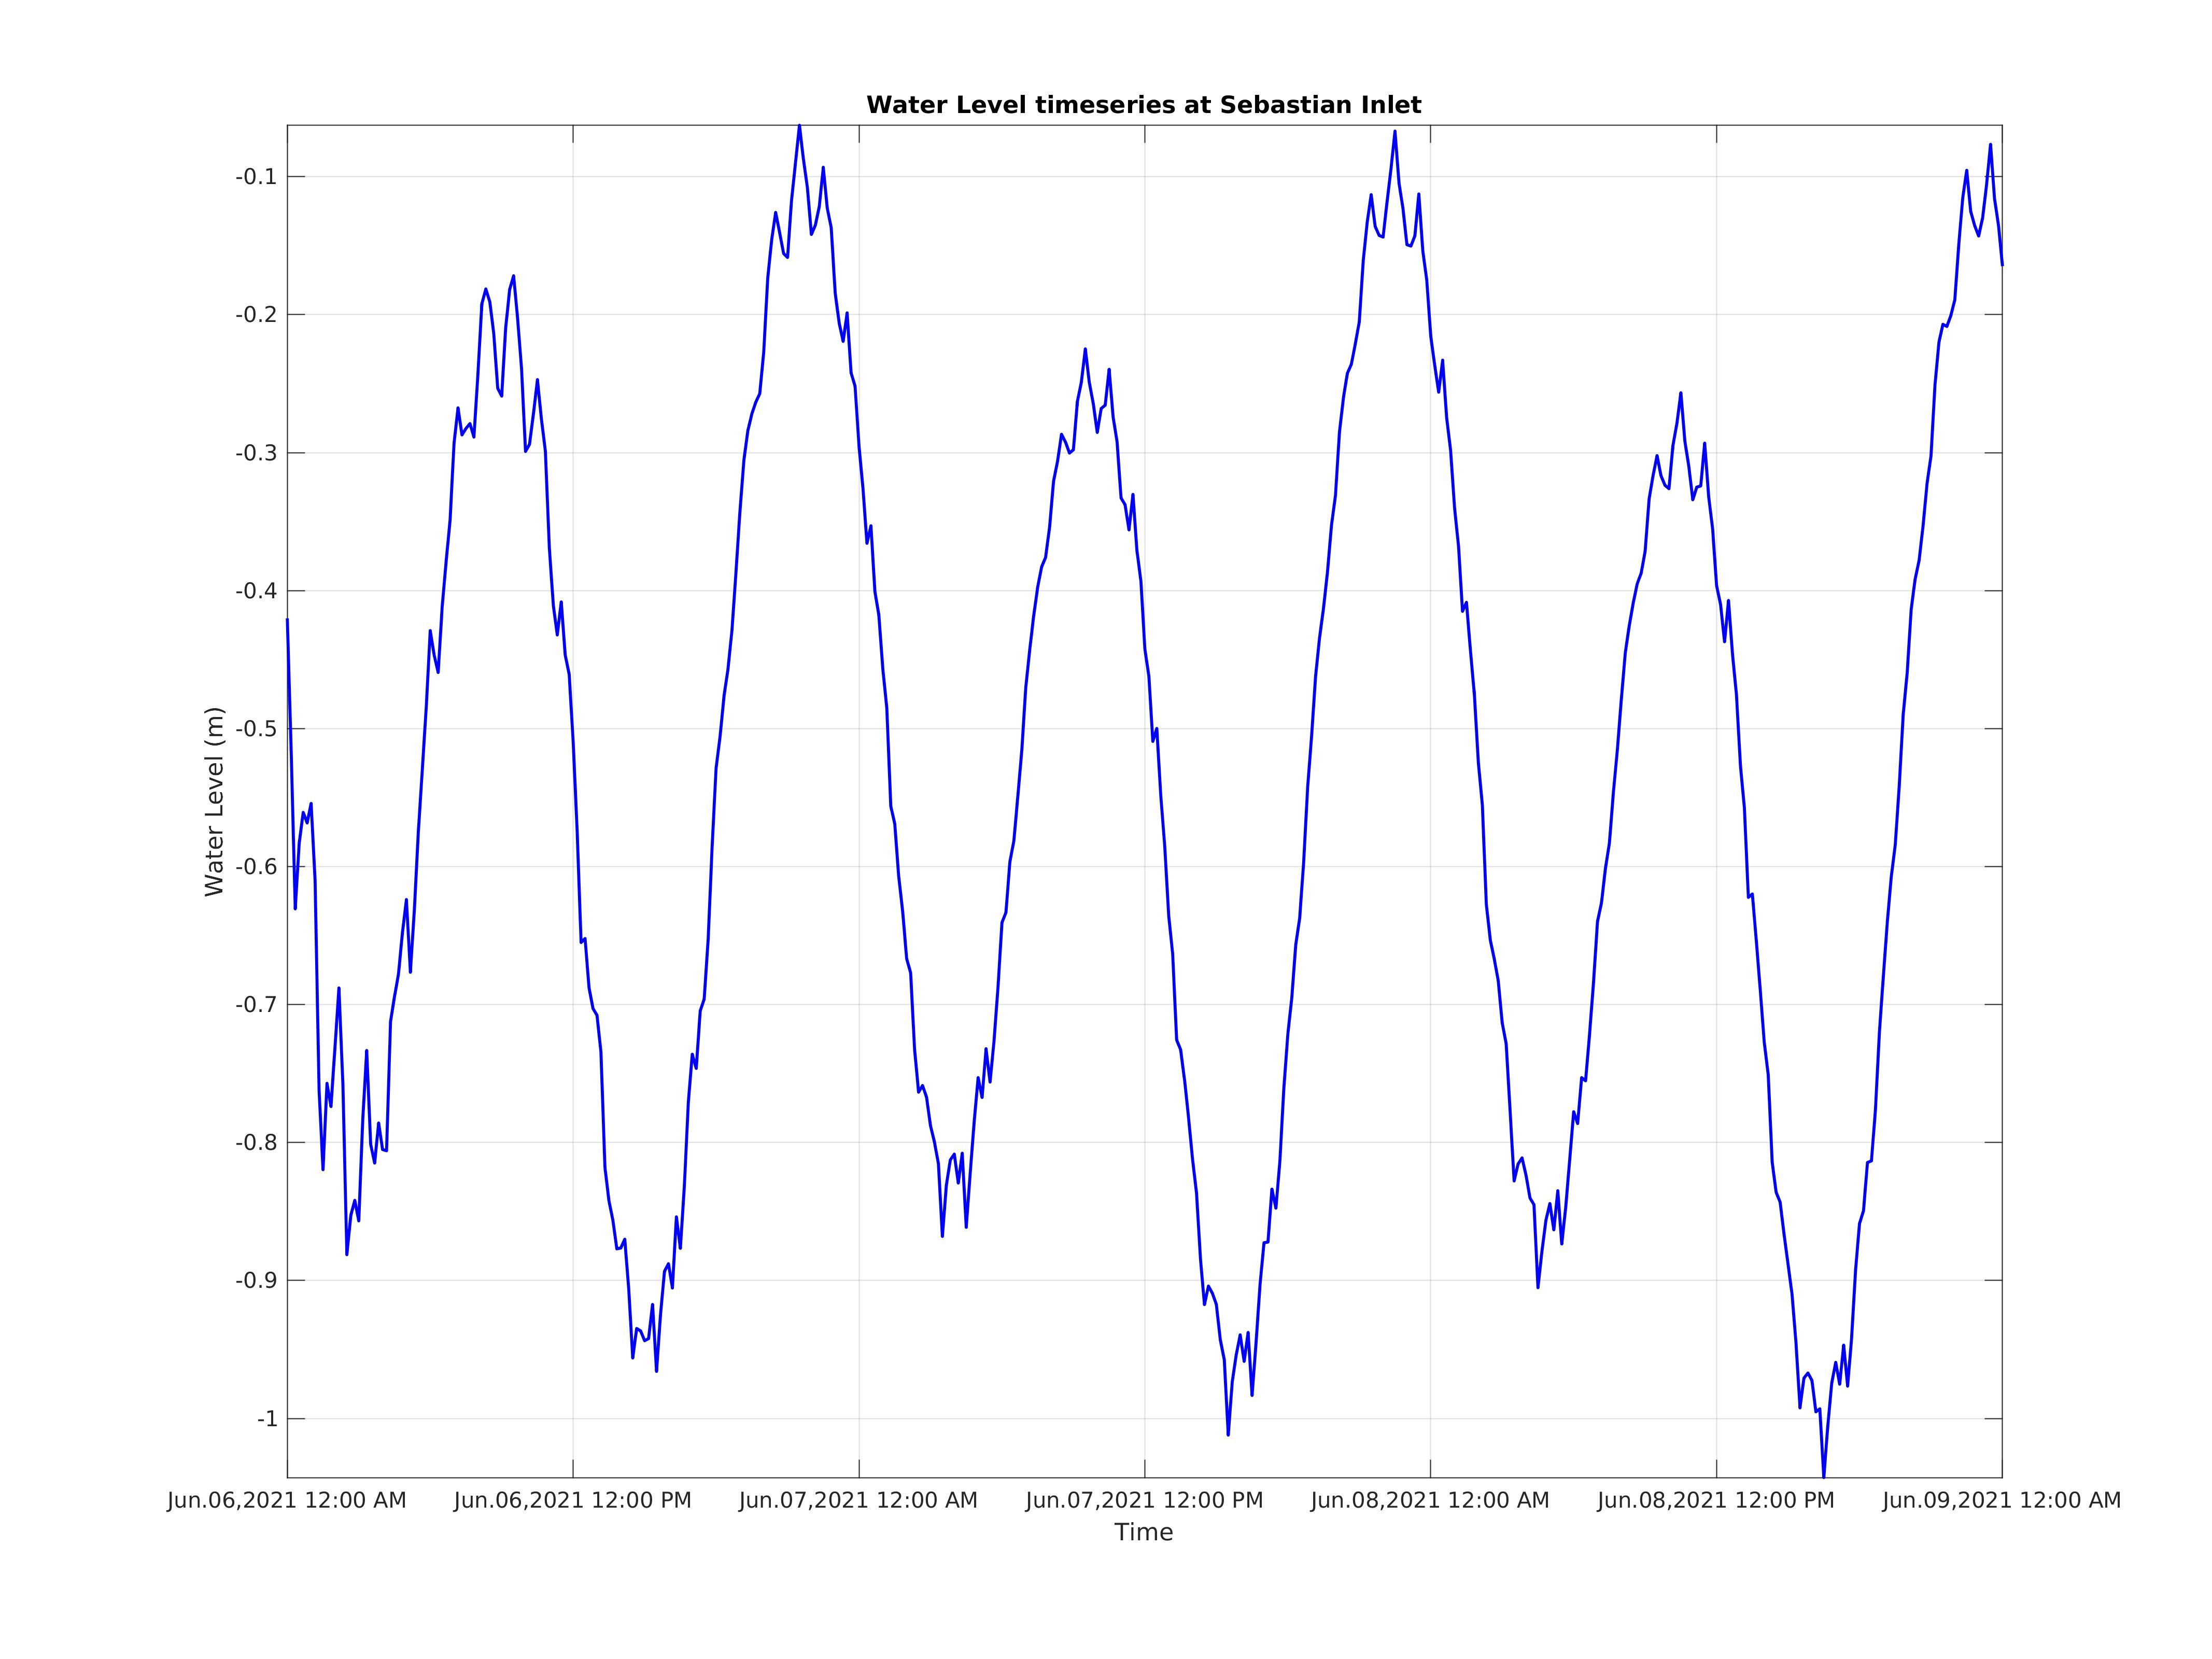 Water Level timeseries at Sebastian Inlet
-0.1
-0.2
-0.3
-0.4
-0.5
-0.6
-0.7
-0.8
-0.9
-1
Water Level (m)
Jun.06,2021 12:00 AM
Jun.06,2021 12:00 PM
Jun.07,2021 12:00 AM
Jun.07,2021 12:00 PM
Jun.08,2021 12:00 AM
Jun.08,2021 12:00 PM
Jun.09,2021 12:00 AM
Time